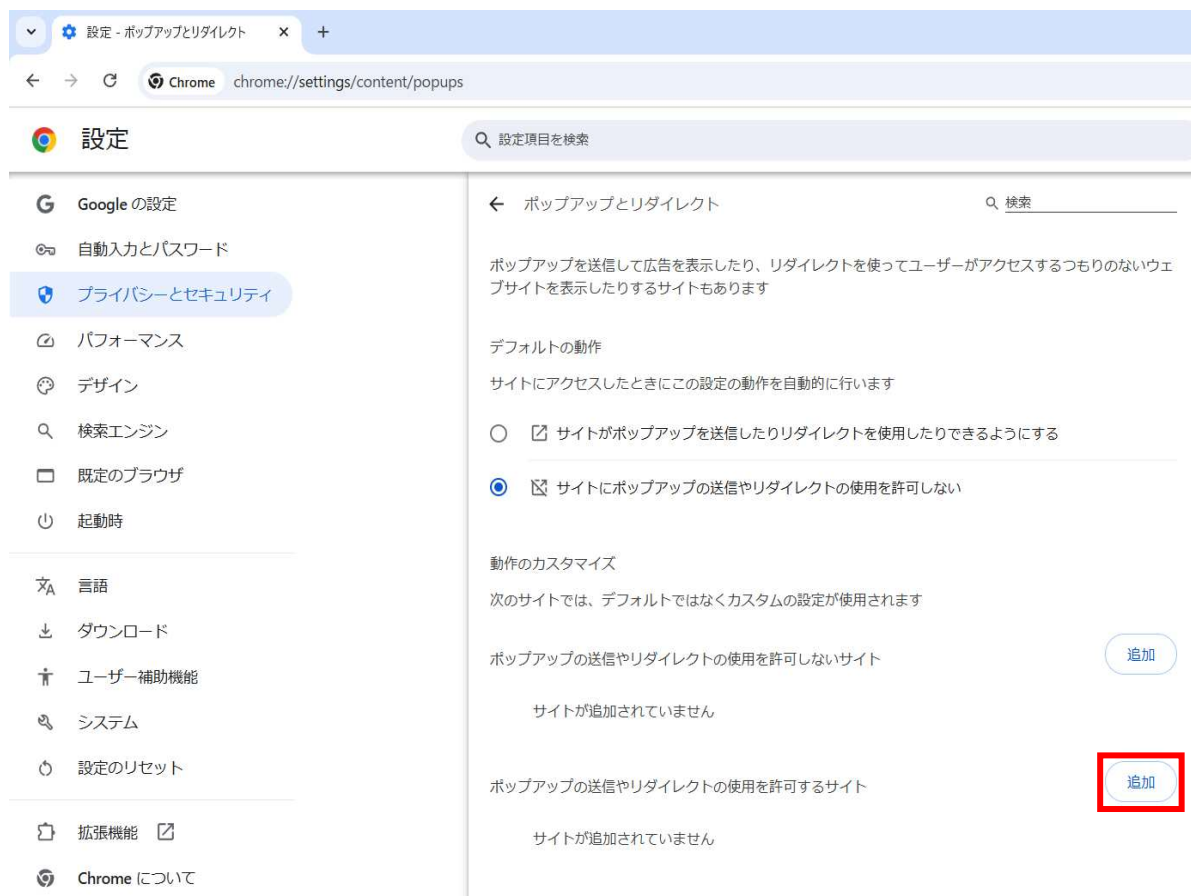 設定 - ポップアップとリダイレクト
Chrome chrome://settings/content/popups
設定
設定項目を検索
Google の設定
自動入力とパスワード
プライバシーとセキュリティ
パフォーマンス
デザイン
検索エンジン
既定のブラウザ
起動時
言語
ダウンロード
ユーザー補助機能
システム
設定のリセット
拡張機能
Chrome について
ポップアップとリダイレクト
検索
ポップアップを送信して広告を表示したり、リダイレクトを使ってユーザーがアクセスするつもりのないウェ
ブサイトを表示したりするサイトもあります
デフォルトの動作
サイトにアクセスしたときにこの設定の動作を自動的に行います
サイトがポップアップを送信したりリダイレクトを使用したりできるようにする
サイトにポップアップの送信やリダイレクトの使用を許可しない
動作のカスタマイズ
次のサイトでは、デフォルトではなくカスタムの設定が使用されます
ポップアップの送信やリダイレクトの使用を許可しないサイト
追加
サイトが追加されていません
ポップアップの送信やリダイレクトの使用を許可するサイト
追加
サイトが追加されていません